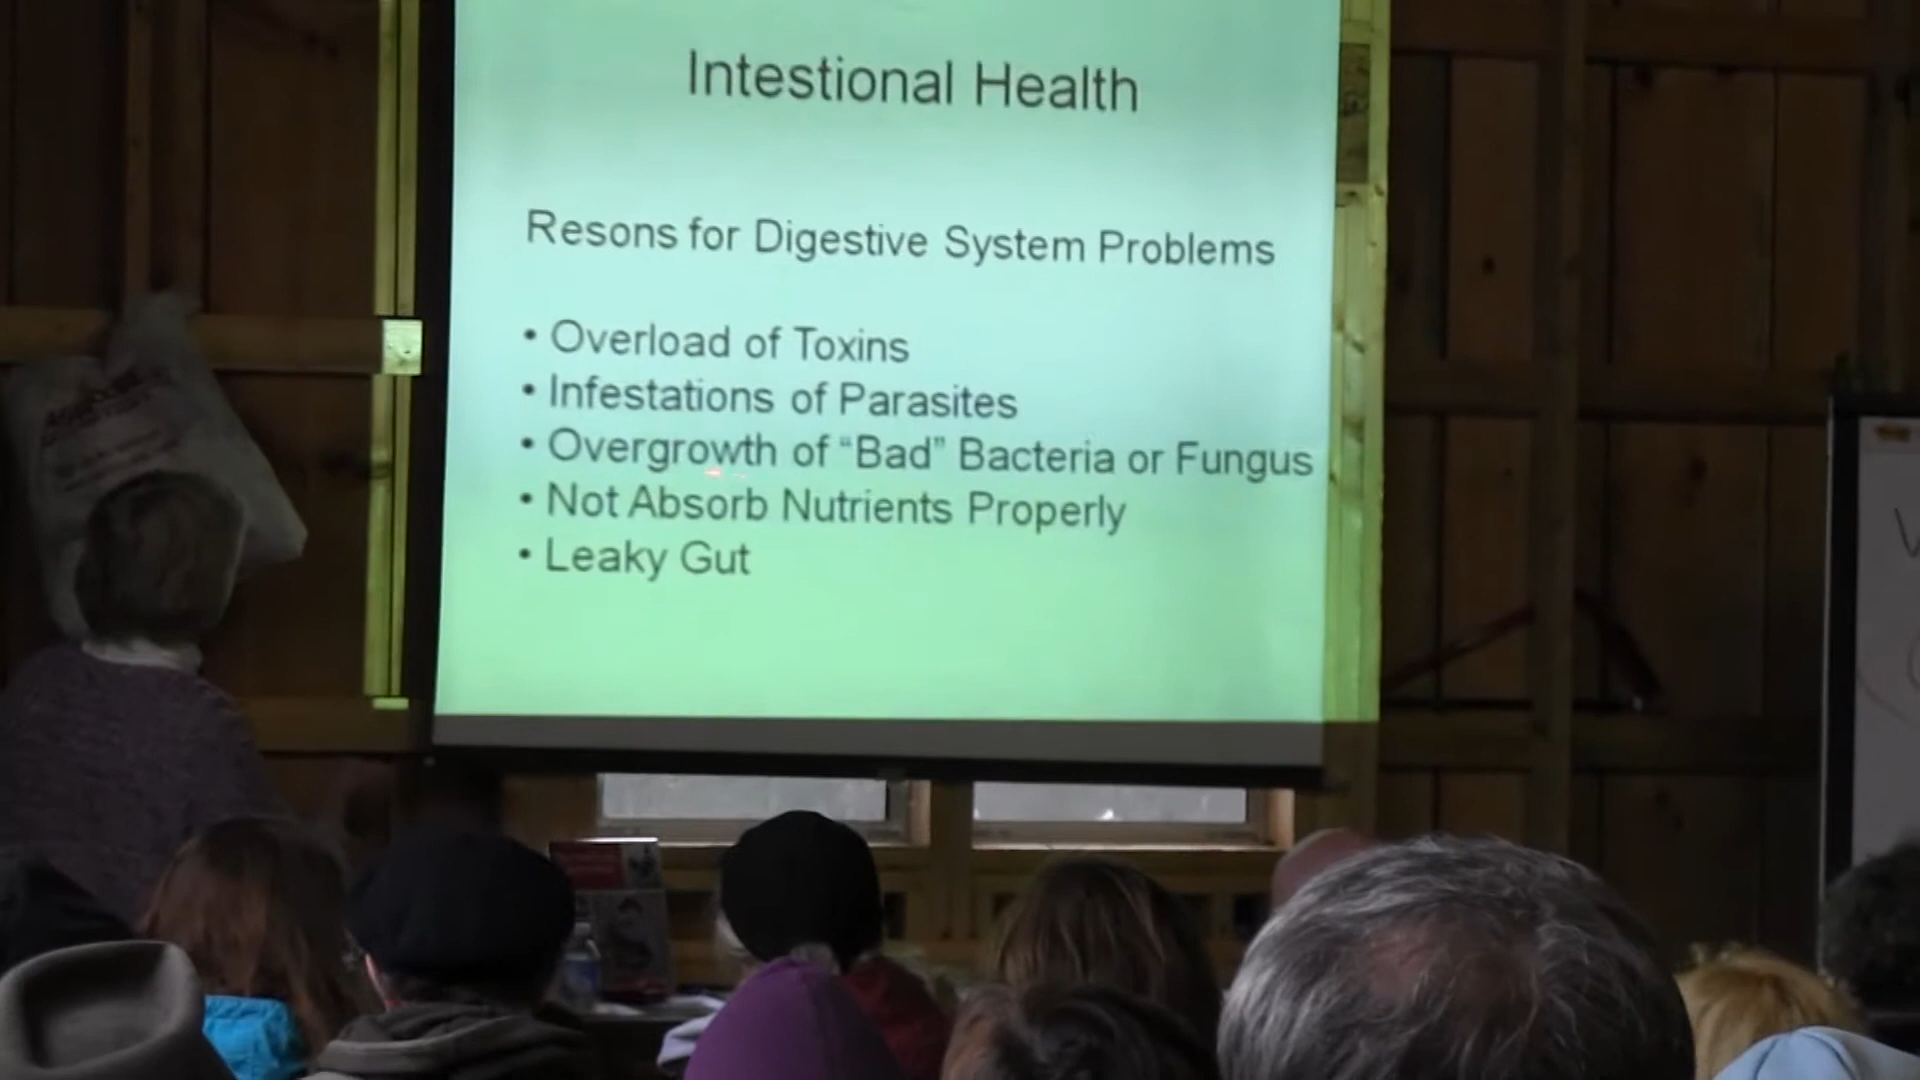 Intestional Health
Resons for Digestive System Problems
• Overload of Toxins
• Infestations of Parasites
• Overgrowth of “Bad” Bacteria or Fungus
• Not Absorb Nutrients Properly
• Leaky Gut